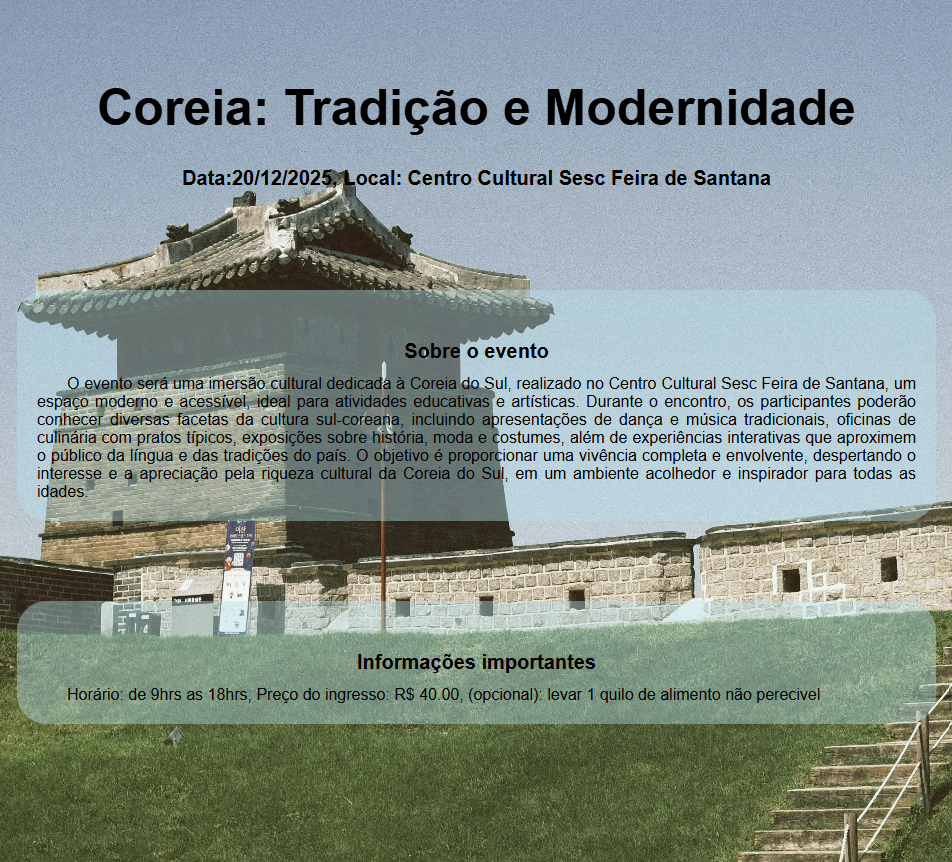 Coreia: Tradição e Modernidade
Data:20/12/2025, Local: Centro Cultural Sesc Feira de Santana
Sobre o evento
O evento será uma imersão cultural dedicada à Coreia do Sul, realizado no Centro Cultural Sesc Feira de Santana, um
espaço moderno e acessível, ideal para atividades educativas e artísticas. Durante o encontro, os participantes poderão
conhecer diversas facetas da cultura sul-coreana, incluindo apresentações de dança e música tradicionais, oficinas de
culinária com pratos típicos, exposições sobre história, moda e costumes, além de experiências interativas que aproximem
o público da língua e das tradições do país. O objetivo é proporcionar uma vivência completa e envolvente, despertando o
interesse e a apreciação pela riqueza cultural da Coreia do Sul, em um ambiente acolhedor e inspirador para todas as
idades.
Informações importantes
Horário: de 9hrs as 18hrs, Preço do ingresso: R$ 40.00, (opcional): levar 1 quilo de alimento não perecivel